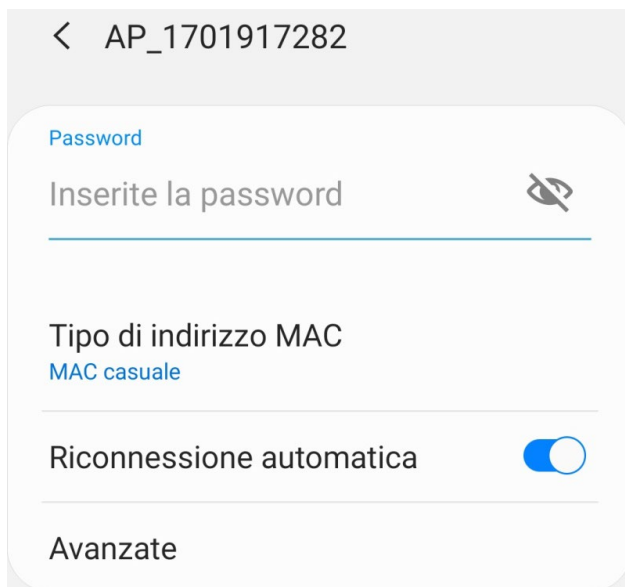 AP_1701917282
Password
Inserite la password
Tipo di indirizzo MAC
MAC casuale
Riconnessione automatica
Avanzate